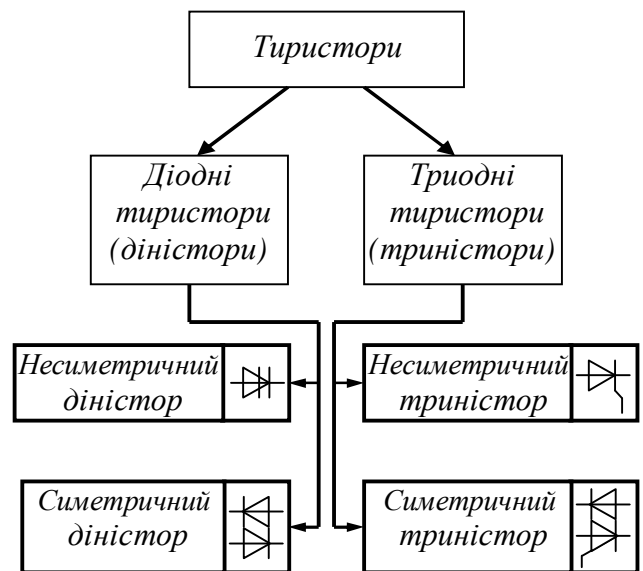 Тиристори
Діодні
тиристори
(діністори)
Триодні
тиристори
(триністори)
Несиметричний
діністор
Несиметричний
триністор
Симетричний
діністор
Симетричний
триністор